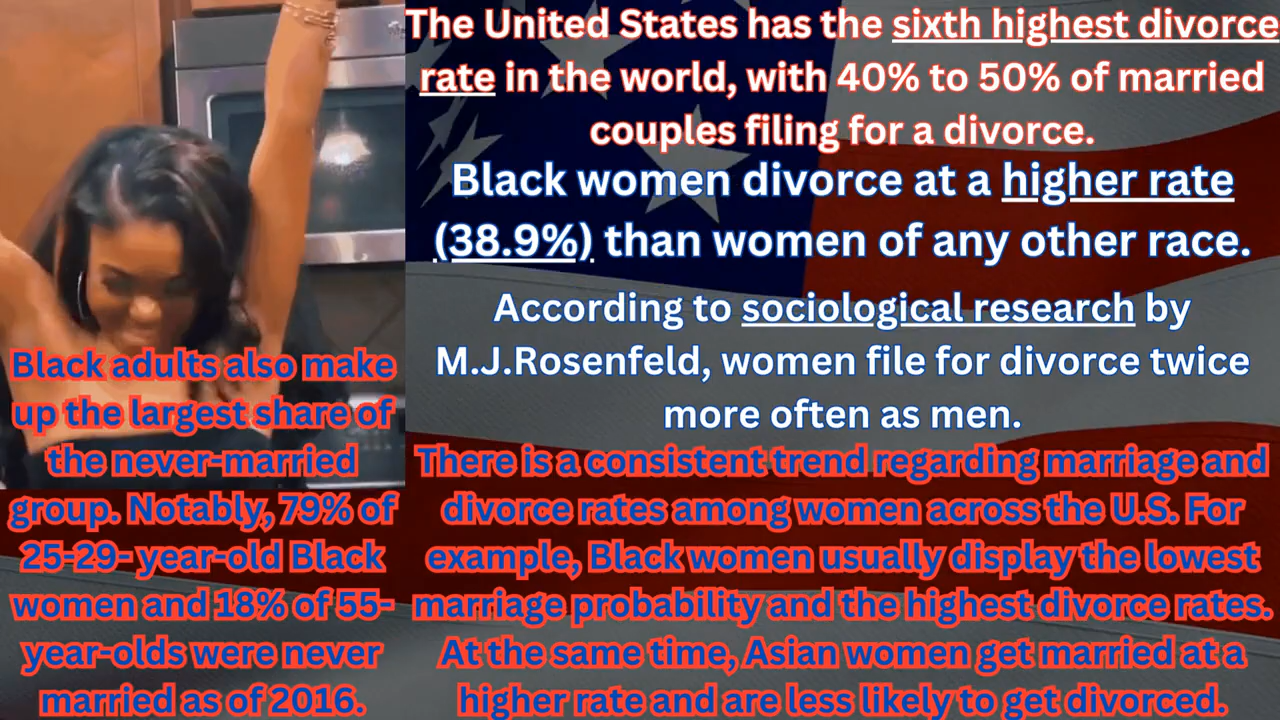 The United States has the sixth highest divorce
rate in the world, with 40% to 50% of married
couples filing for a divorce.
Black women divorce at a higher rate
(38.9%) than women of any other race.
According to sociological research by
M.J.Rosenfeld, women file for divorce twice
more often as men.
Black adults also make
up the largest share of
the never-married
group. Notably, 79% of
25-29- year-old Black
women and 18% of 55-
year-olds were never
married as of 2016.
There is a consistent trend regarding marriage and
divorce rates among women across the U.S. For
example, Black women usually display the lowest
marriage probability and the highest divorce rates.
At the same time, Asian women get married at a
higher rate and are less likely to get divorced.